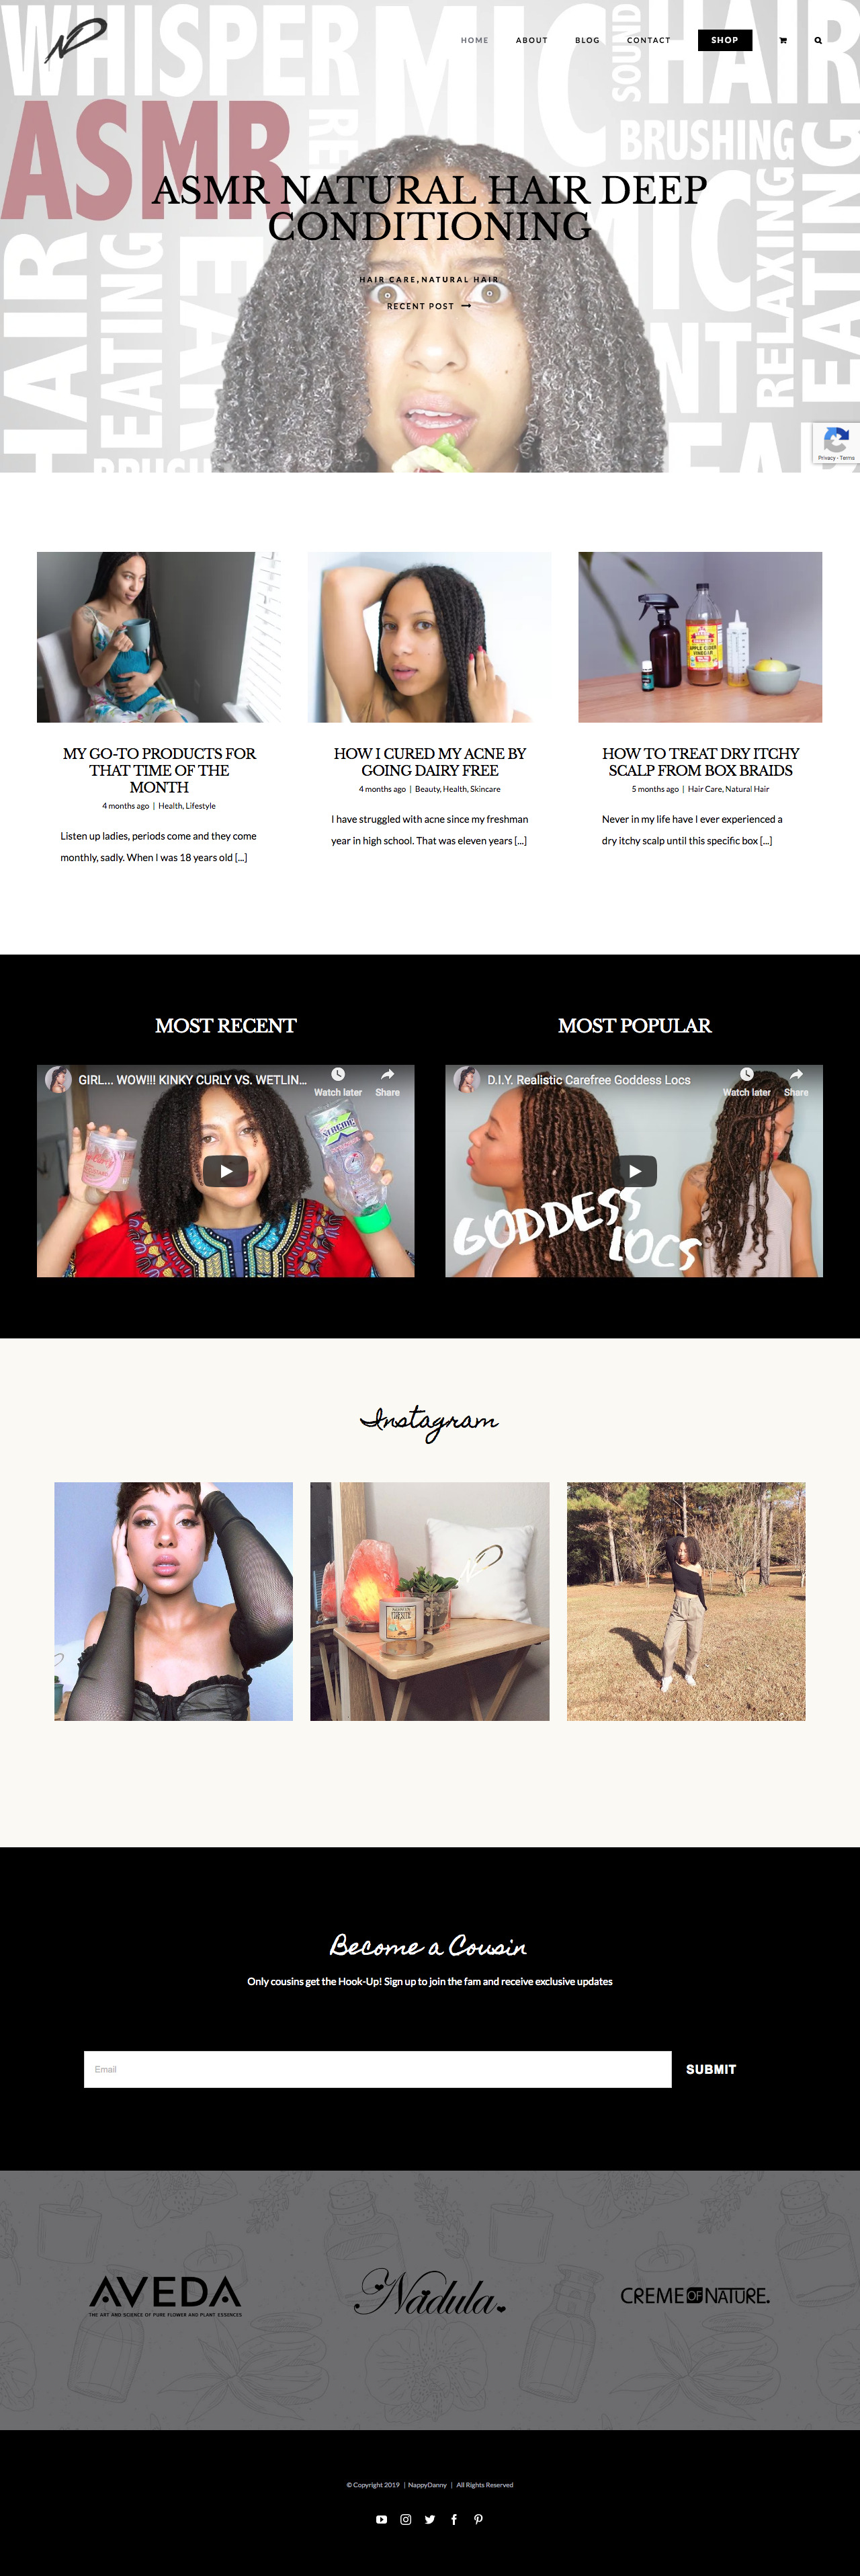 WHISPER
MIC
SOUND
HAIR
HOME
ABOUT
BLOG
CONTACT
SHOP
ASMR
BRUSHING
ASMR NATURAL HAIR DEEP
CONDITIONING
HAIR CARE, NATURAL HAIR
RECENT POST
HAIR
EATING
RELAXING
EATING
Privacy - Terms
MY GO-TO PRODUCTS FOR
THAT TIME OF THE
MONTH
4 months ago | Health, Lifestyle
Listen up ladies, periods come and they come
monthly, sadly. When I was 18 years old [...]
HOW I CURED MY ACNE BY
GOING DAIRY FREE
4 months ago | Beauty, Health, Skincare
I have struggled with acne since my freshman
year in high school. That was eleven years [...]
APPLE CIDER
VINEGAR
HOW TO TREAT DRY ITCHY
SCALP FROM BOX BRAIDS
5 months ago | Hair Care, Natural Hair
Never in my life have I ever experienced a
dry itchy scalp until this specific box [...]
MOST RECENT
GIRL... WOW!!! KINKY CURLY VS. WETLIN...
Watch later
Share
XTREME
MOST POPULAR
D.I.Y. Realistic Carefree Goddess Locs
Watch later
Share
GODDESS
LOCS
Instagram
Become a Cousin
Only cousins get the Hook-Up! Sign up to join the fam and receive exclusive updates
Email
SUBMIT
AVEDA
THE ART AND SCIENCE OF PURE FLOWER AND PLANT ESSENCES
Nadula
CREME OF NATURE.
© Copyright 2019 | NappyDanny | All Rights Reserved